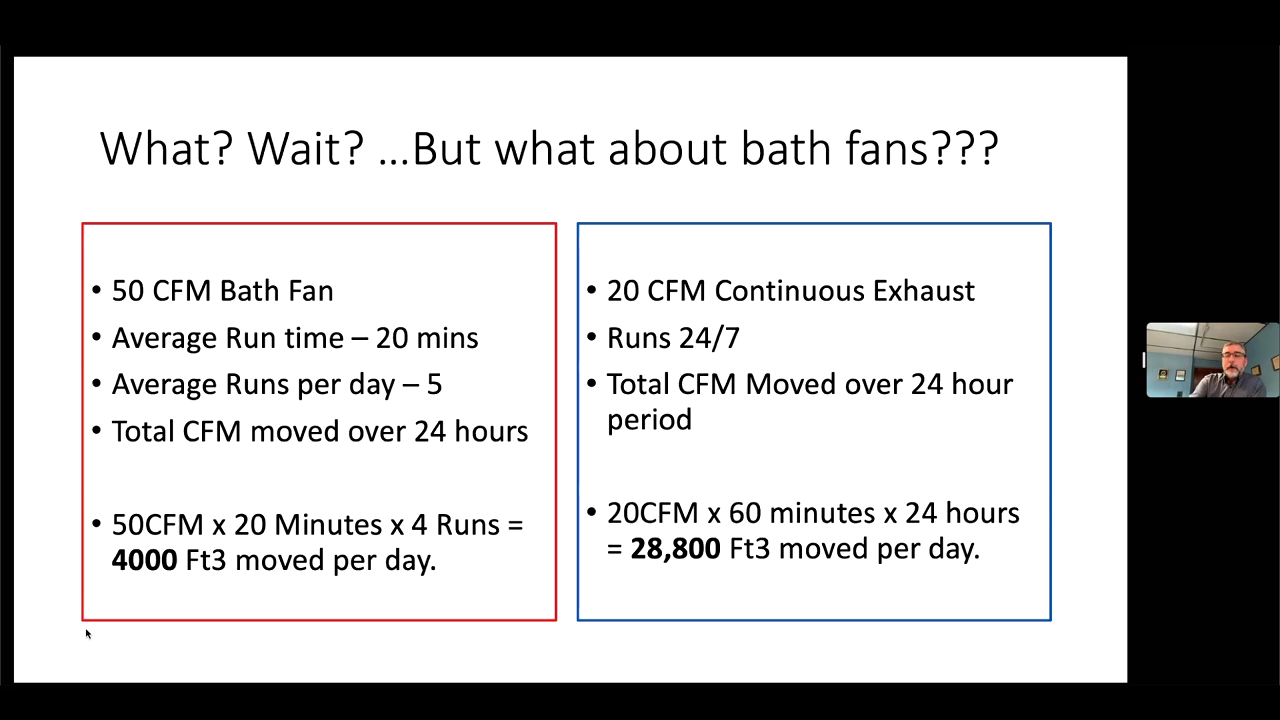 What? Wait? ...But what about bath fans???
• 50 CFM Bath Fan
• Average Run time – 20 mins
• Average Runs per day – 5
• Total CFM moved over 24 hours
• 50CFM x 20 Minutes x 4 Runs =
4000 Ft3 moved per day.
• 20 CFM Continuous Exhaust
• Runs 24/7
• Total CFM Moved over 24 hour
period
• 20CFM x 60 minutes x 24 hours
= 28,800 Ft3 moved per day.